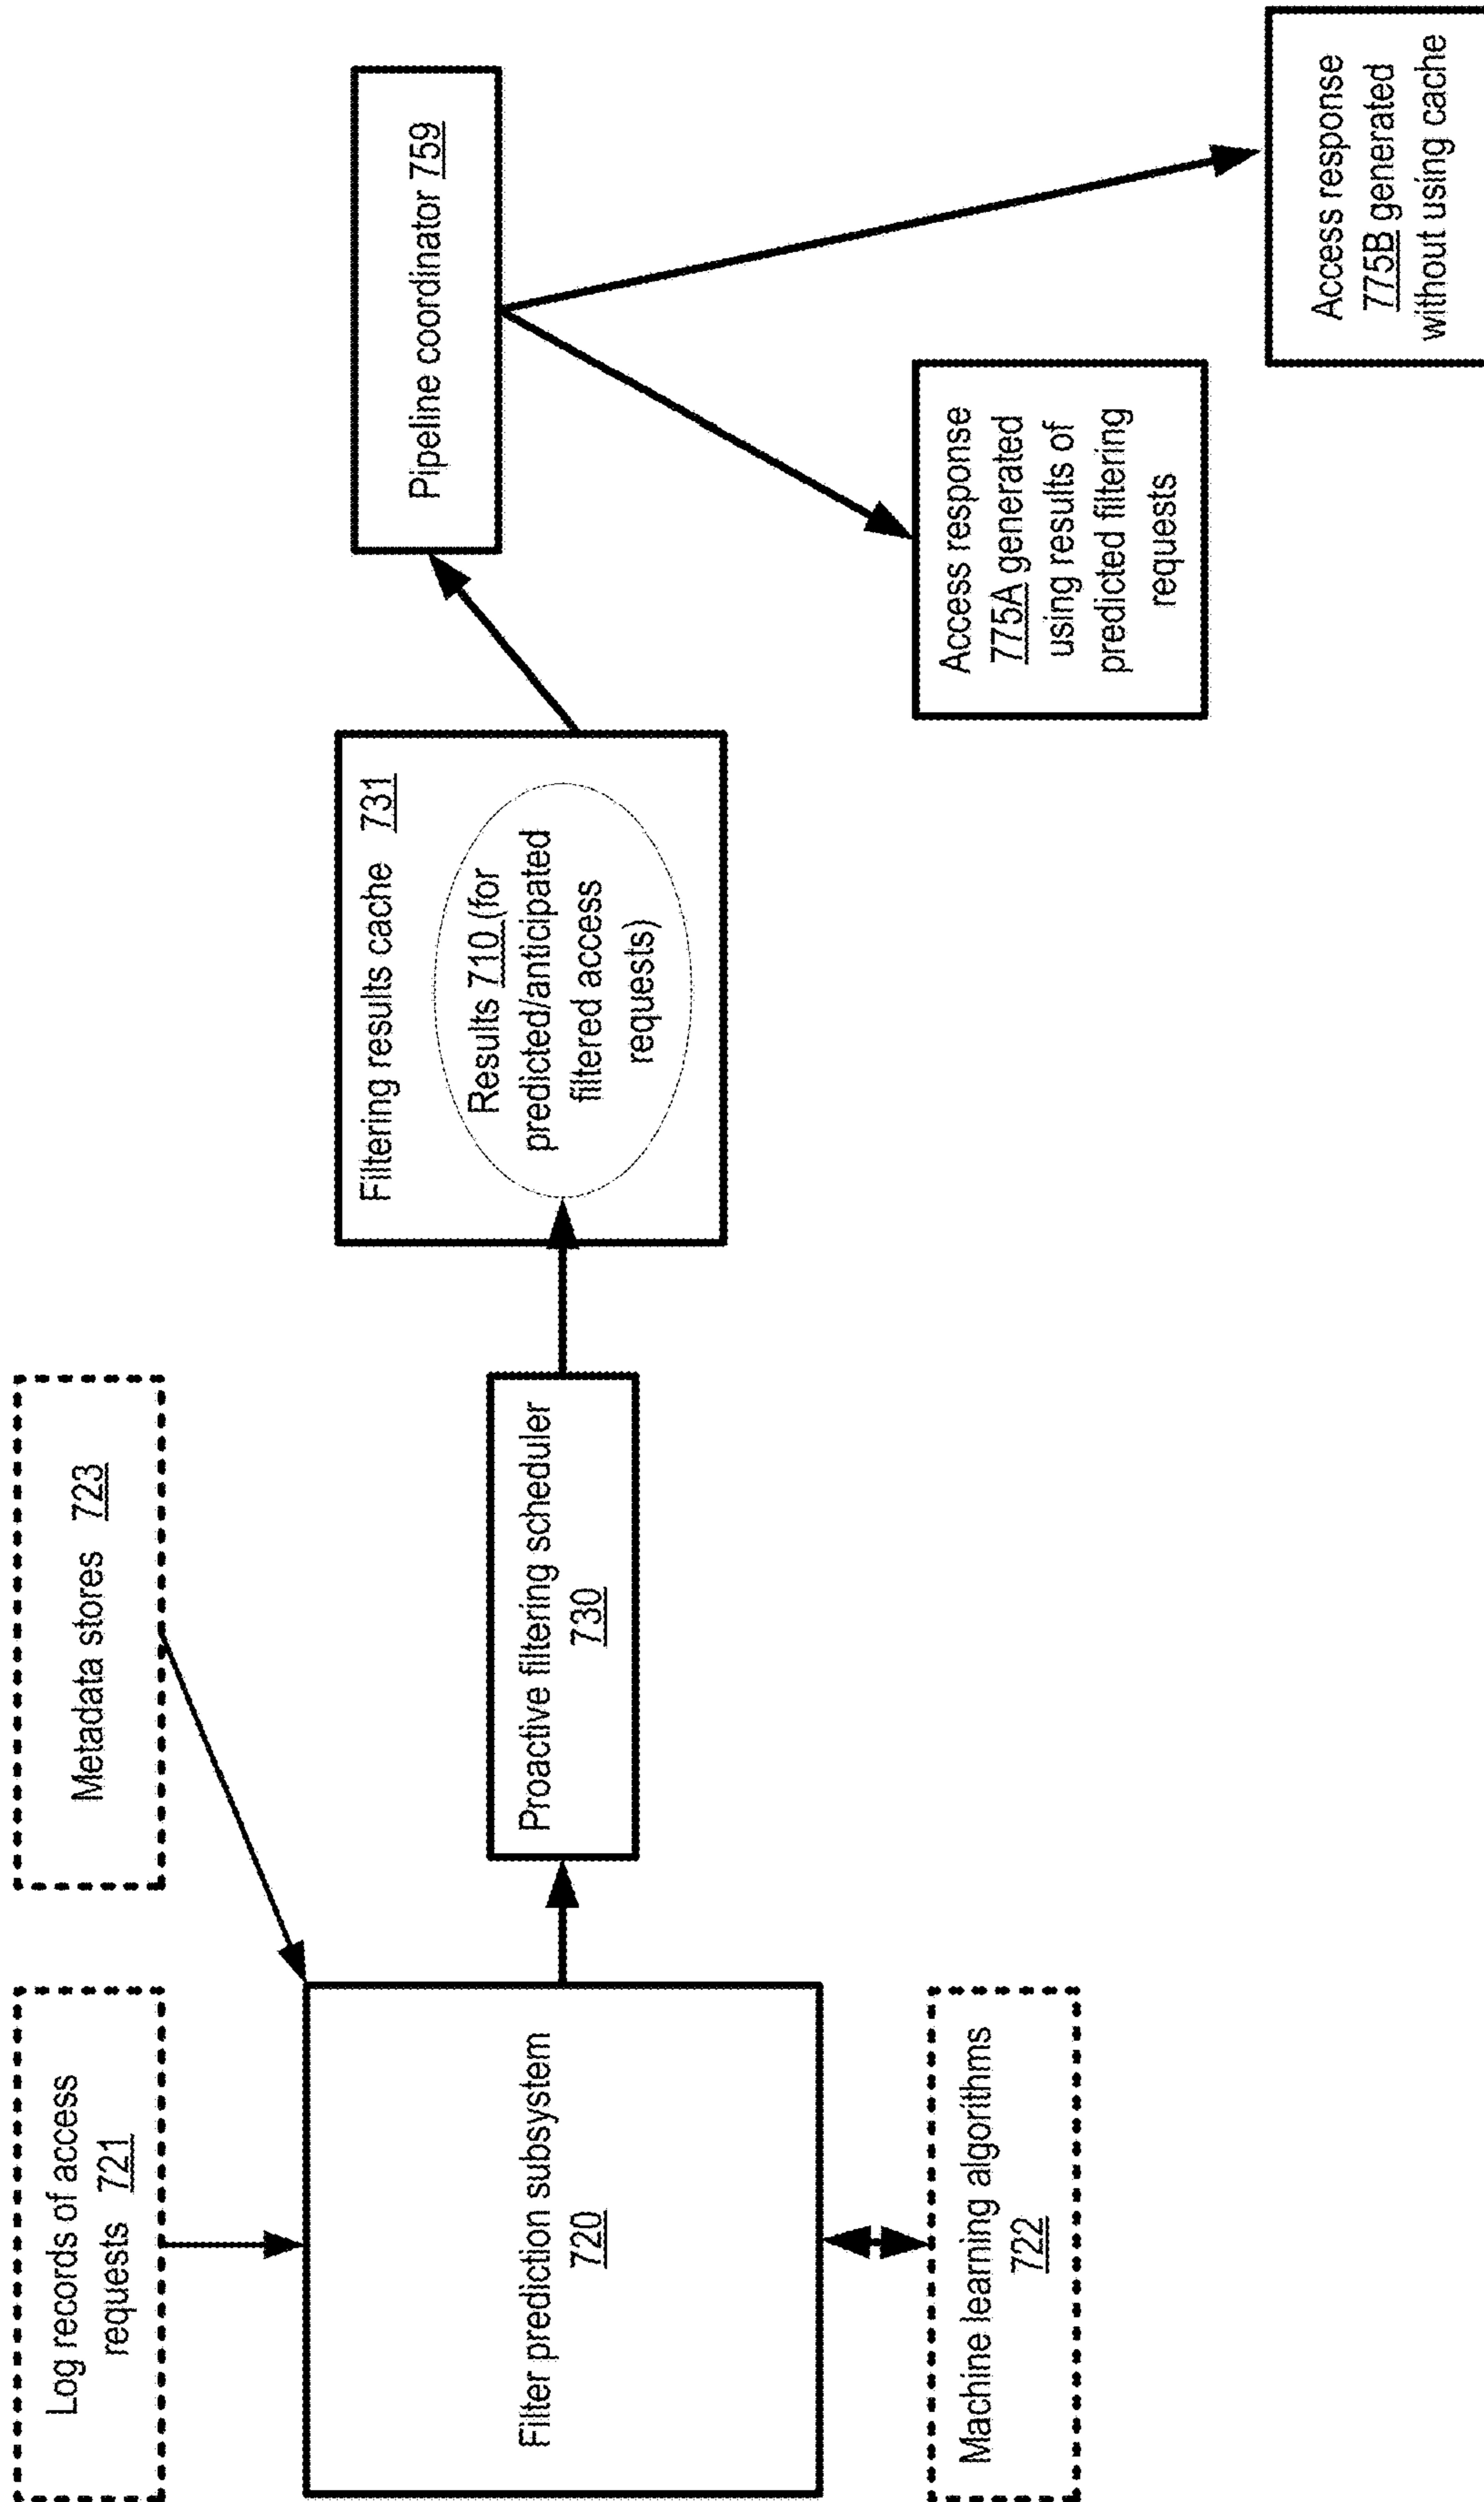 Log records of access
requests 721
Metadata stores 723
Filter prediction subsystem
720
Machine learning algorithms
722
Proactive filtering scheduler
730
Filtering results cache 731
Results 710 (for
predicted/anticipated
filtered access
requests)
Pipeline coordinator 759
Access response
775A generated
using results of
predicted filtering
requests
Access response
775B generated
without using cache